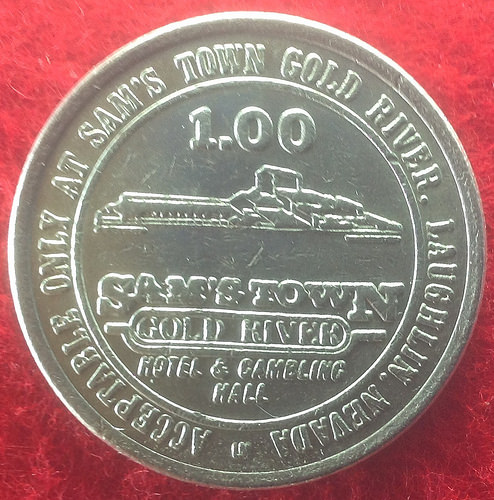 ACCEPTABLE ONLY AT SAM'S TOWN GOLD RIVER, LAUGHLIN, NEVADA
1.00
SAM'S TOWN
GOLD RIVER
HOTEL & GAMBLING
HALL